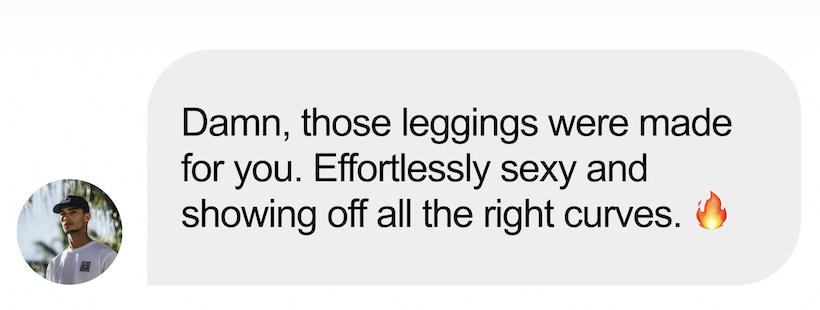 Damn, those leggings were made
for you. Effortlessly sexy and
showing off all the right curves. 🔥